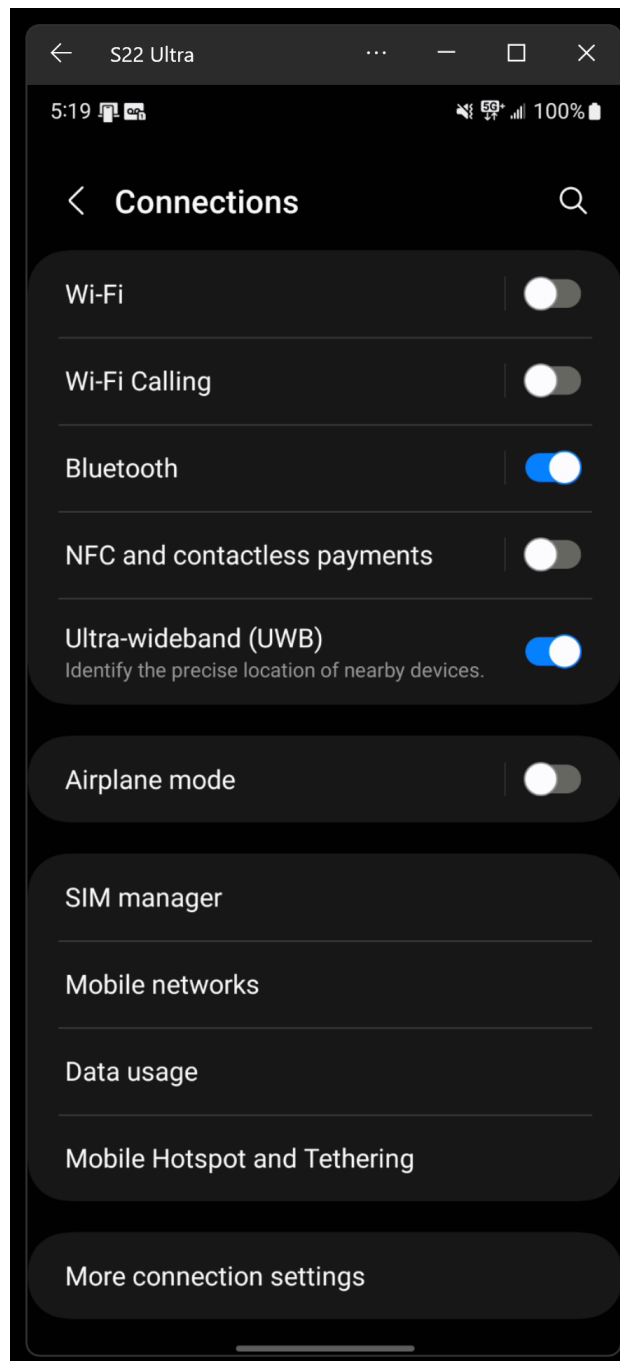 S22 Ultra
5:19 5G+ 100%
Connections
Wi-Fi
Wi-Fi Calling
Bluetooth
NFC and contactless payments
Ultra-wideband (UWB)
Identify the precise location of nearby devices.
Airplane mode
SIM manager
Mobile networks
Data usage
Mobile Hotspot and Tethering
More connection settings